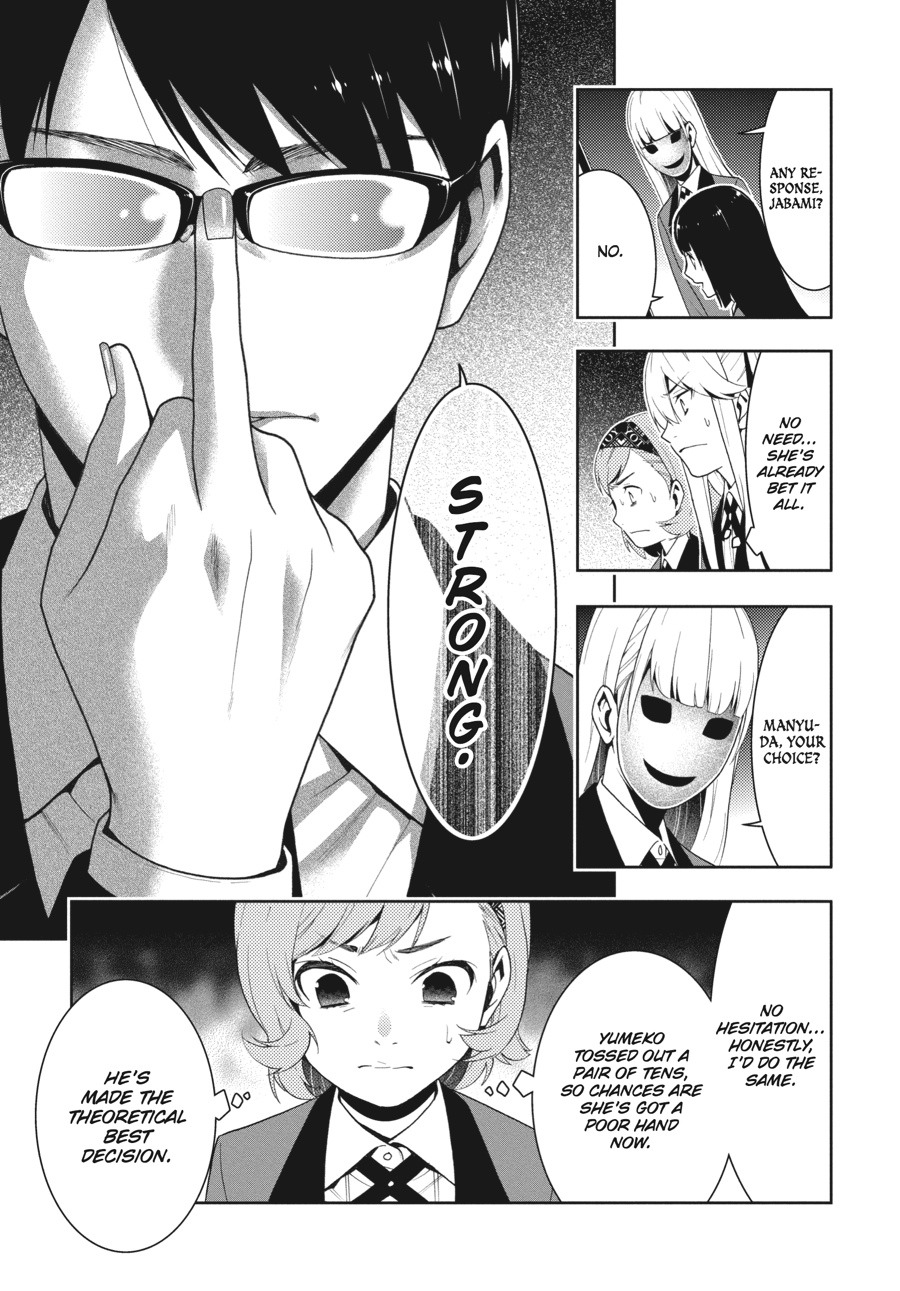 ANY RE-
SPONSE,
JABAMI?
NO.
NO
NEED...
SHE'S
ALREADY
BET IT
ALL.
MANYU-
DA, YOUR
CHOICE?
STRONG.
NO
HESITATION...
HONESTLY,
I'D DO THE
SAME.
YUMEKO
TOSSED OUT A
PAIR OF TENS,
SO CHANCES ARE
SHE'S GOT A
POOR HAND
NOW.
HE'S
MADE THE
THEORETICAL
BEST
DECISION.